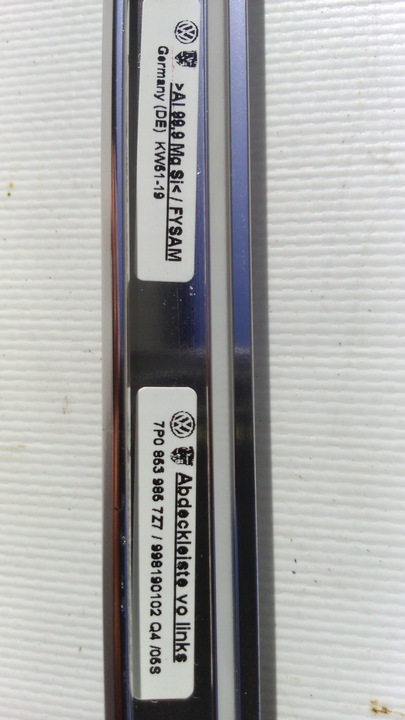 >Al 99.9 Mg Si< / FYSAM
Germany (DE) KW51-19
Abdeckleiste vo links
7P0 853 985 7Z7 / 998190102 Q4 /05S